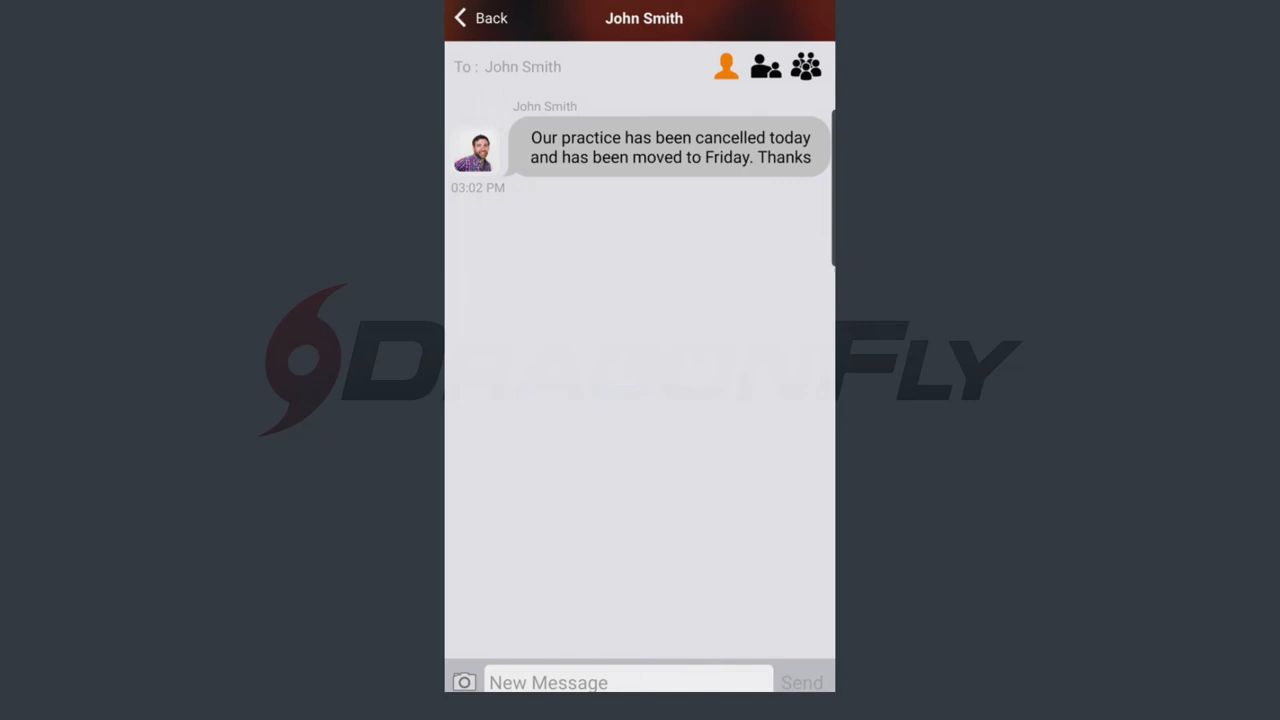 Back
John Smith
To : John Smith
John Smith
Our practice has been cancelled today
and has been moved to Friday. Thanks
03:02 PM
DRAGONFLY
New Message
Send